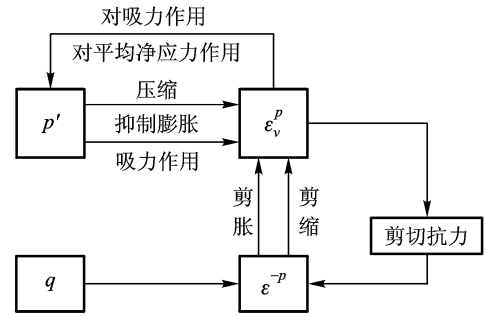 对吸力作用
对平均净应力作用
压缩
p′
抑制膨胀
ε_v^p
吸力作用
剪胀
剪缩
剪切抗力
q
ε^{-p}